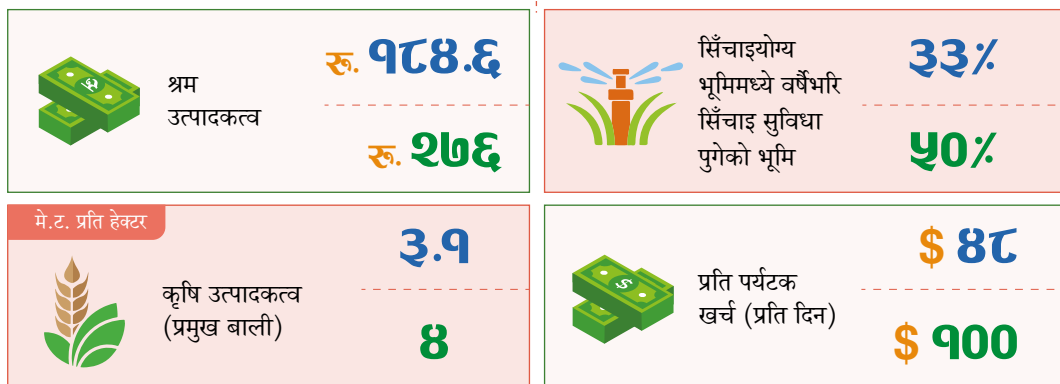 श्रम
उत्पादकत्व
रू. १८४.६
रू. २७६
सिँचाइयोग्य
भूमिमध्ये वर्षैभरि
सिँचाइ सुविधा
पुगेको भूमि
३३%
५०%
मे.ट. प्रति हेक्टर
कृषि उत्पादकत्व
(प्रमुख बाली)
३.१
४
प्रति पर्यटक
खर्च (प्रति दिन)
$ ४८
$ १००